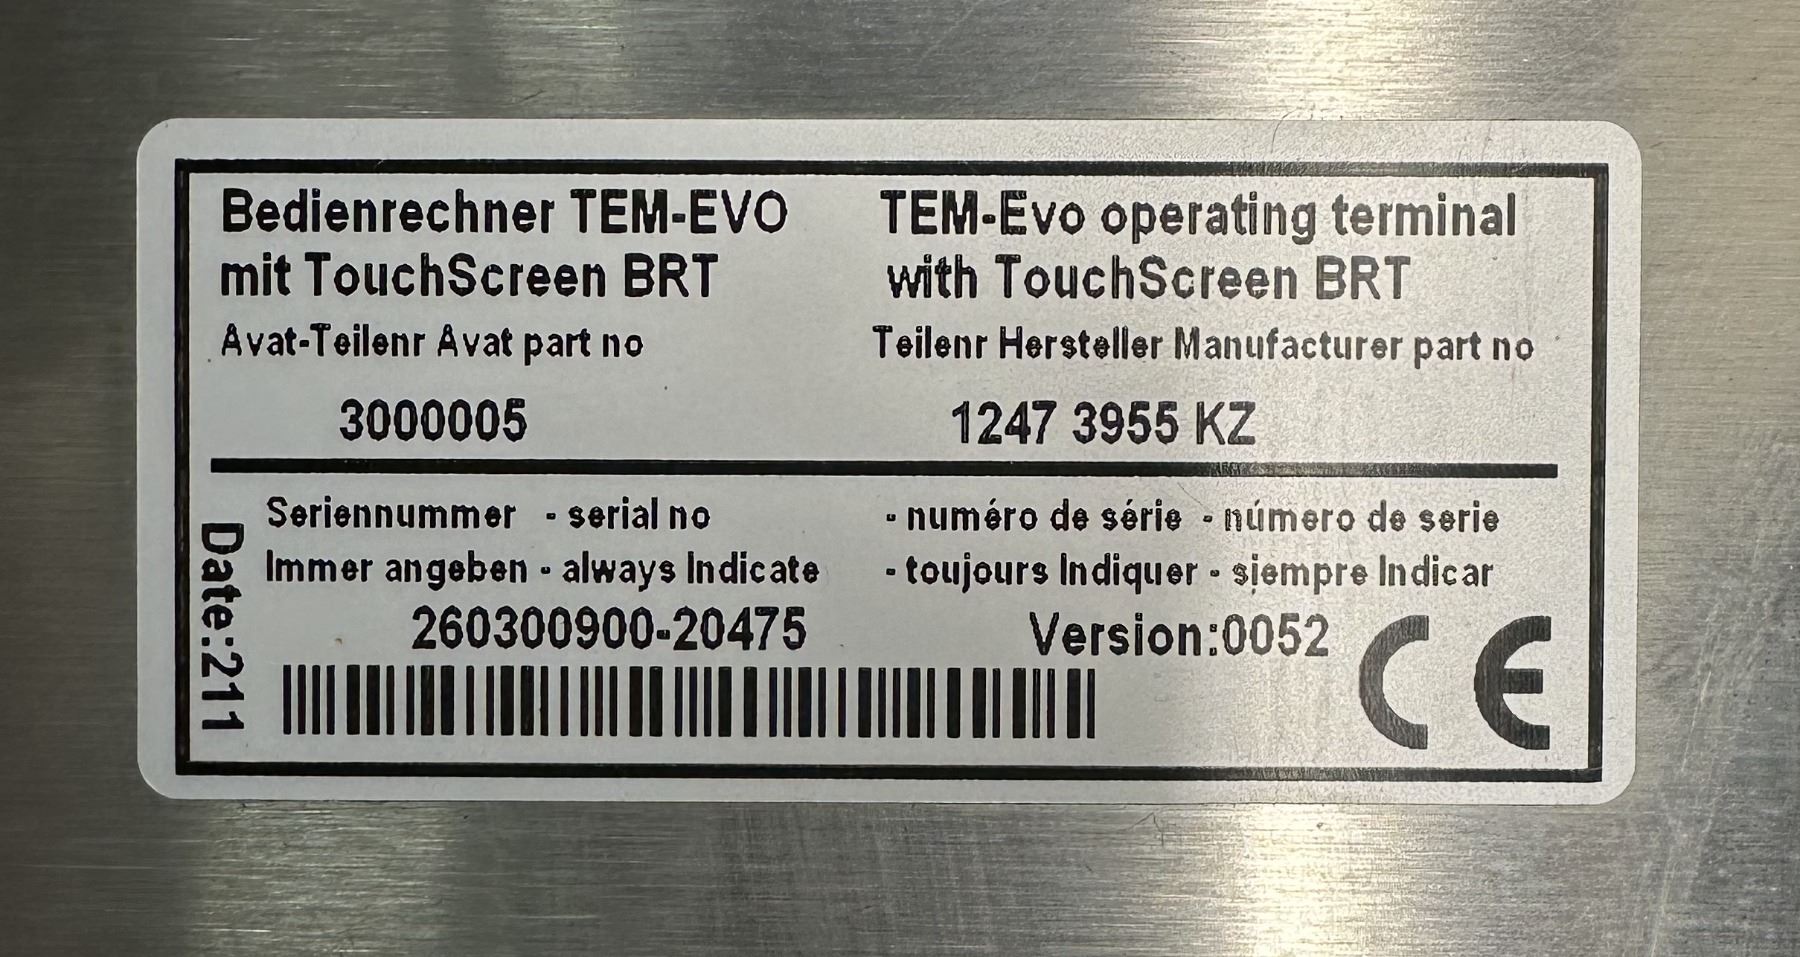 Bedienrechner TEM-EVO
mit TouchScreen BRT
TEM-Evo operating terminal
with TouchScreen BRT
Avat-Teilenr Avat part no
3000005
Teilenr Hersteller Manufacturer part no
1247 3955 KZ
Seriennummer - serial no - numéro de série - número de serie
Immer angeben - always Indicate - toujours Indiquer - siempre Indicar
260300900-20475
Version:0052
CE
Date:211